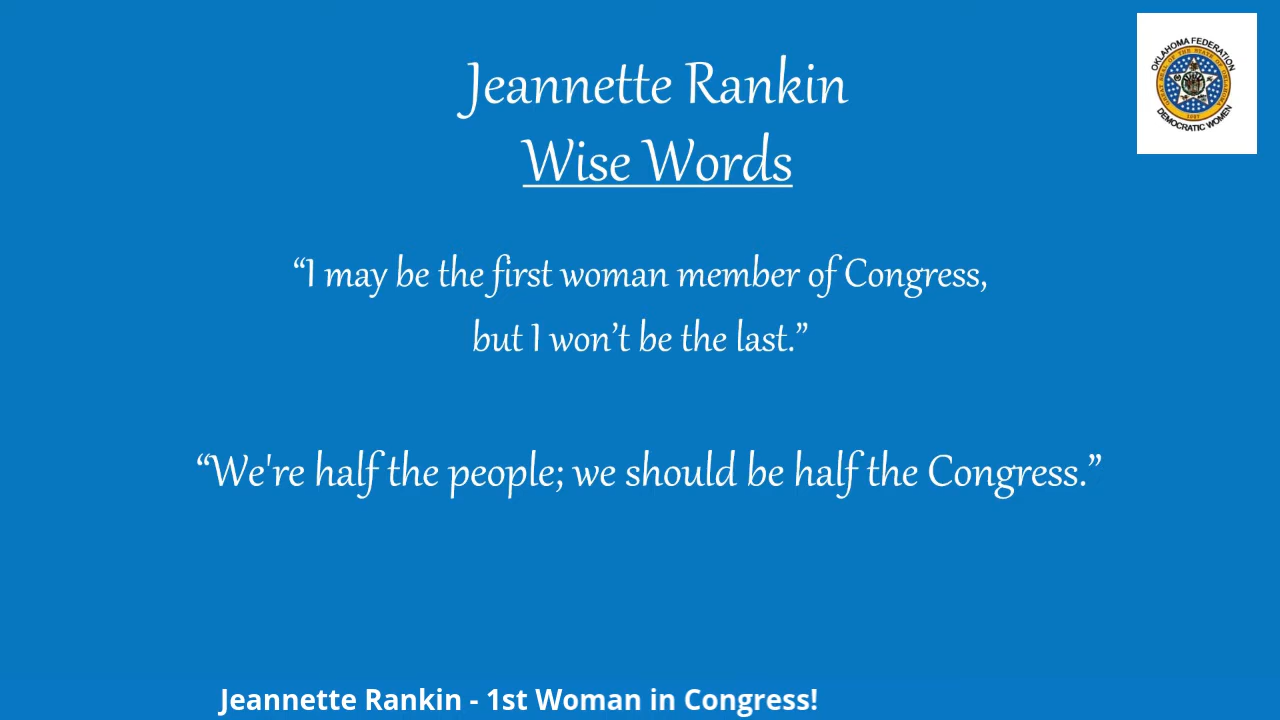 Jeannette Rankin
Wise Words
“I may be the first woman member of Congress,
but I won’t be the last.”
“We're half the people; we should be half the Congress.”
OKLAHOMA FEDERATION
DEMOCRATIC WOMEN
Jeannette Rankin - 1st Woman in Congress!